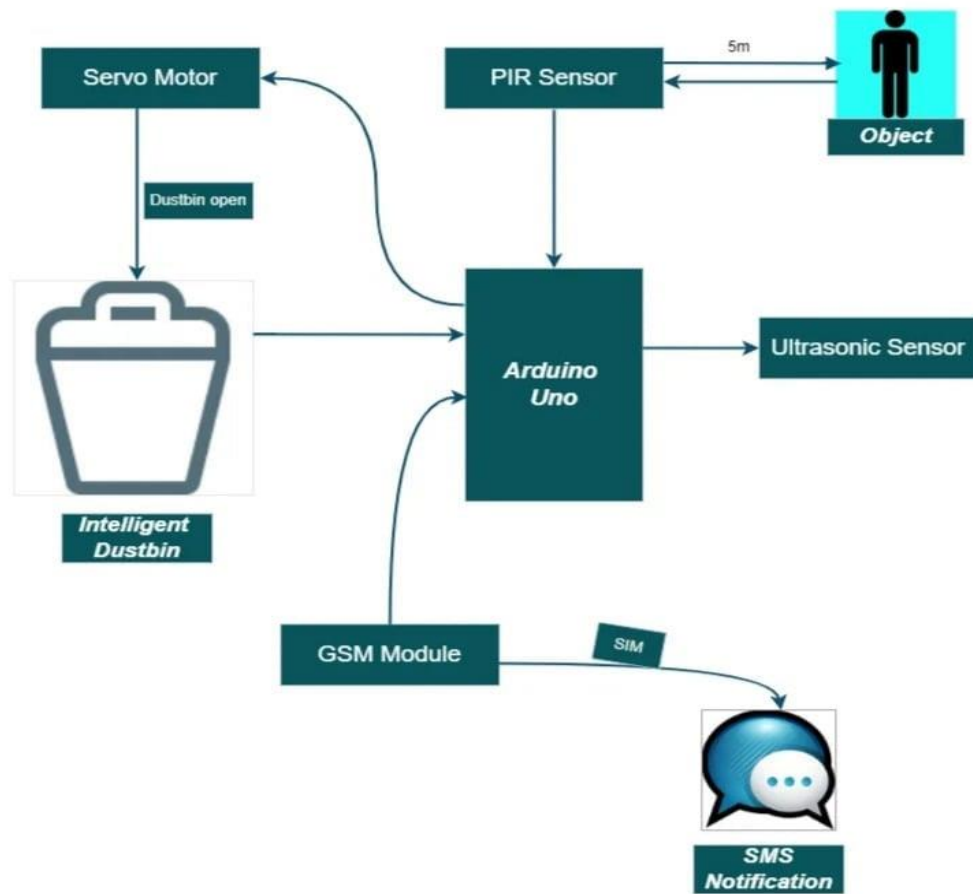 Servo Motor
PIR Sensor
5m
Object
Dustbin open
Arduino
Uno
Ultrasonic Sensor
Intelligent
Dustbin
GSM Module
SIM
SMS
Notification